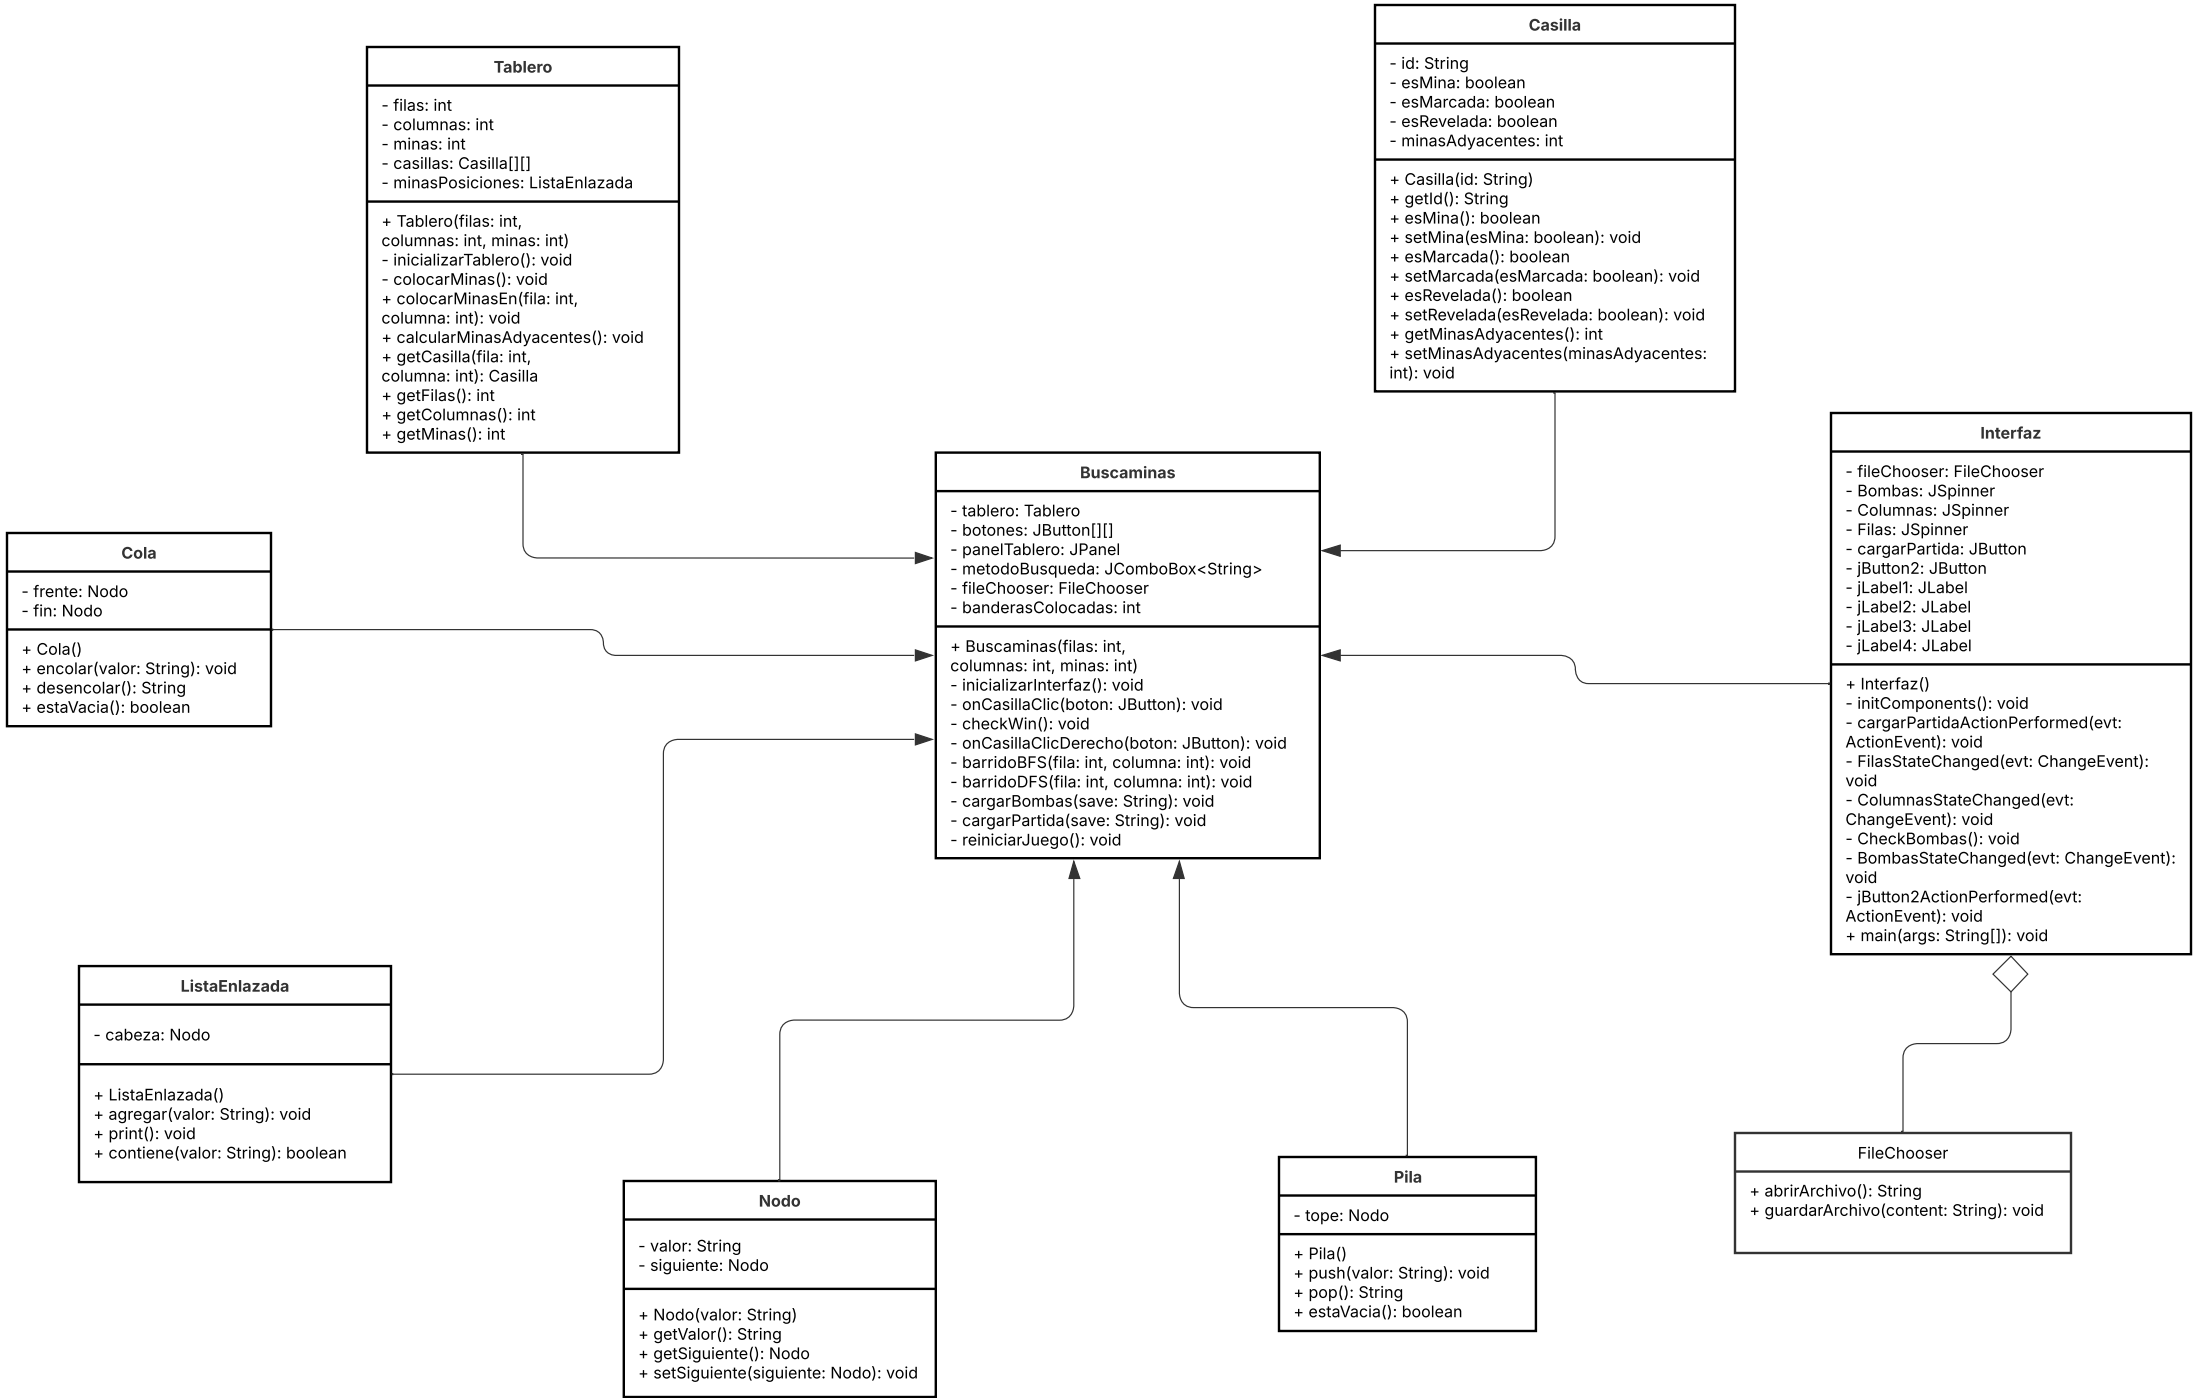 Tablero
- filas: int
- columnas: int
- minas: int
- casillas: Casilla[][]
- minasPosiciones: ListaEnlazada
+ Tablero(filas: int,
columnas: int, minas: int)
- inicializarTablero(): void
- colocarMinas(): void
+ colocarMinasEn(fila: int,
columna: int): void
+ calcularMinasAdyacentes(): void
+ getCasilla(fila: int,
columna: int): Casilla
+ getFilas(): int
+ getColumnas(): int
+ getMinas(): int
Casilla
- id: String
- esMina: boolean
- esMarcada: boolean
- esRevelada: boolean
- minasAdyacentes: int
+ Casilla(id: String)
+ getId(): String
+ esMina(): boolean
+ setMina(esMina: boolean): void
+ esMarcada(): boolean
+ setMarcada(esMarcada: boolean): void
+ esRevelada(): boolean
+ setRevelada(esRevelada: boolean): void
+ getMinasAdyacentes(): int
+ setMinasAdyacentes(minasAdyacentes:
int): void
Cola
- frente: Nodo
- fin: Nodo
+ Cola()
+ encolar(valor: String): void
+ desencolar(): String
+ estaVacia(): boolean
Buscaminas
- tablero: Tablero
- botones: JButton[][]
- panelTablero: JPanel
- metodoBusqueda: JComboBox<String>
- fileChooser: FileChooser
- banderasColocadas: int
+ Buscaminas(filas: int,
columnas: int, minas: int)
- inicializarInterfaz(): void
- onCasillaClic(boton: JButton): void
- checkWin(): void
- onCasillaClicDerecho(boton: JButton): void
- barridoBFS(fila: int, columna: int): void
- barridoDFS(fila: int, columna: int): void
- cargarBombas(save: String): void
- cargarPartida(save: String): void
- reiniciarJuego(): void
Interfaz
- fileChooser: FileChooser
- Bombas: JSpinner
- Columnas: JSpinner
- Filas: JSpinner
- cargarPartida: JButton
- jButton2: JButton
- jLabel1: JLabel
- jLabel2: JLabel
- jLabel3: JLabel
- jLabel4: JLabel
+ Interfaz()
- initComponents(): void
- cargarPartidaActionPerformed(evt:
ActionEvent): void
- FilasStateChanged(evt: ChangeEvent):
void
- ColumnasStateChanged(evt:
ChangeEvent): void
- CheckBombas(): void
- BombasStateChanged(evt: ChangeEvent):
void
- jButton2ActionPerformed(evt:
ActionEvent): void
+ main(args: String[]): void
ListaEnlazada
- cabeza: Nodo
+ ListaEnlazada()
+ agregar(valor: String): void
+ print(): void
+ contiene(valor: String): boolean
Nodo
- valor: String
- siguiente: Nodo
+ Nodo(valor: String)
+ getValor(): String
+ getSiguiente(): Nodo
+ setSiguiente(siguiente: Nodo): void
Pila
- tope: Nodo
+ Pila()
+ push(valor: String): void
+ pop(): String
+ estaVacia(): boolean
FileChooser
+ abrirArchivo(): String
+ guardarArchivo(content: String): void